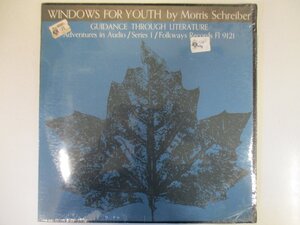 WINDOWS FOR YOUTH by Morris Schreiber
GUIDANCE THROUGH LITERATURE
Adventures in Audio / Series 1 / Folkways Records FI 9121